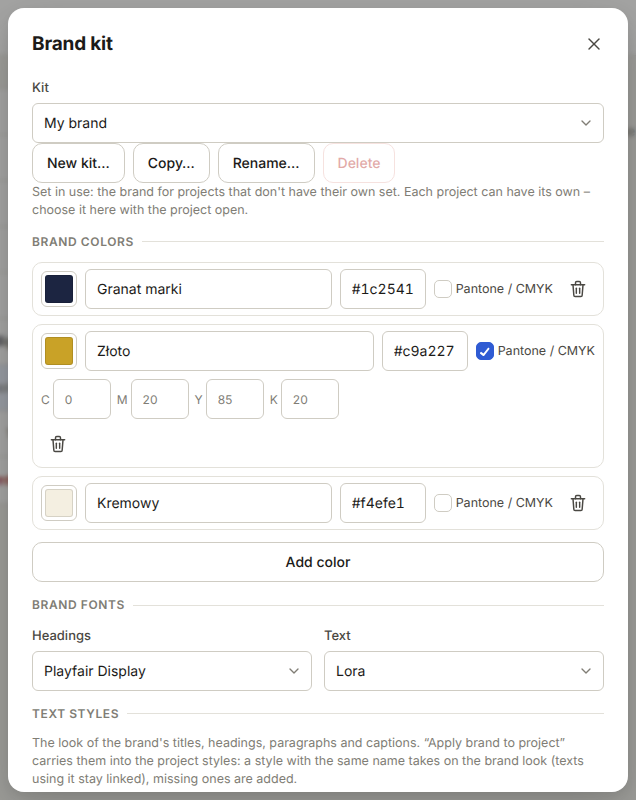 Brand kit
Kit
My brand
New kit... Copy... Rename... Delete
Set in use: the brand for projects that don't have their own set. Each project can have its own –
choose it here with the project open.
BRAND COLORS
Granat marki #1c2541 Pantone / CMYK
Złoto #c9a227 Pantone / CMYK
C 0 M 20 Y 85 K 20
Kremowy #f4efe1 Pantone / CMYK
Add color
BRAND FONTS
Headings Text
Playfair Display Lora
TEXT STYLES
The look of the brand's titles, headings, paragraphs and captions. “Apply brand to project”
carries them into the project styles: a style with the same name takes on the brand look (texts
using it stay linked), missing ones are added.